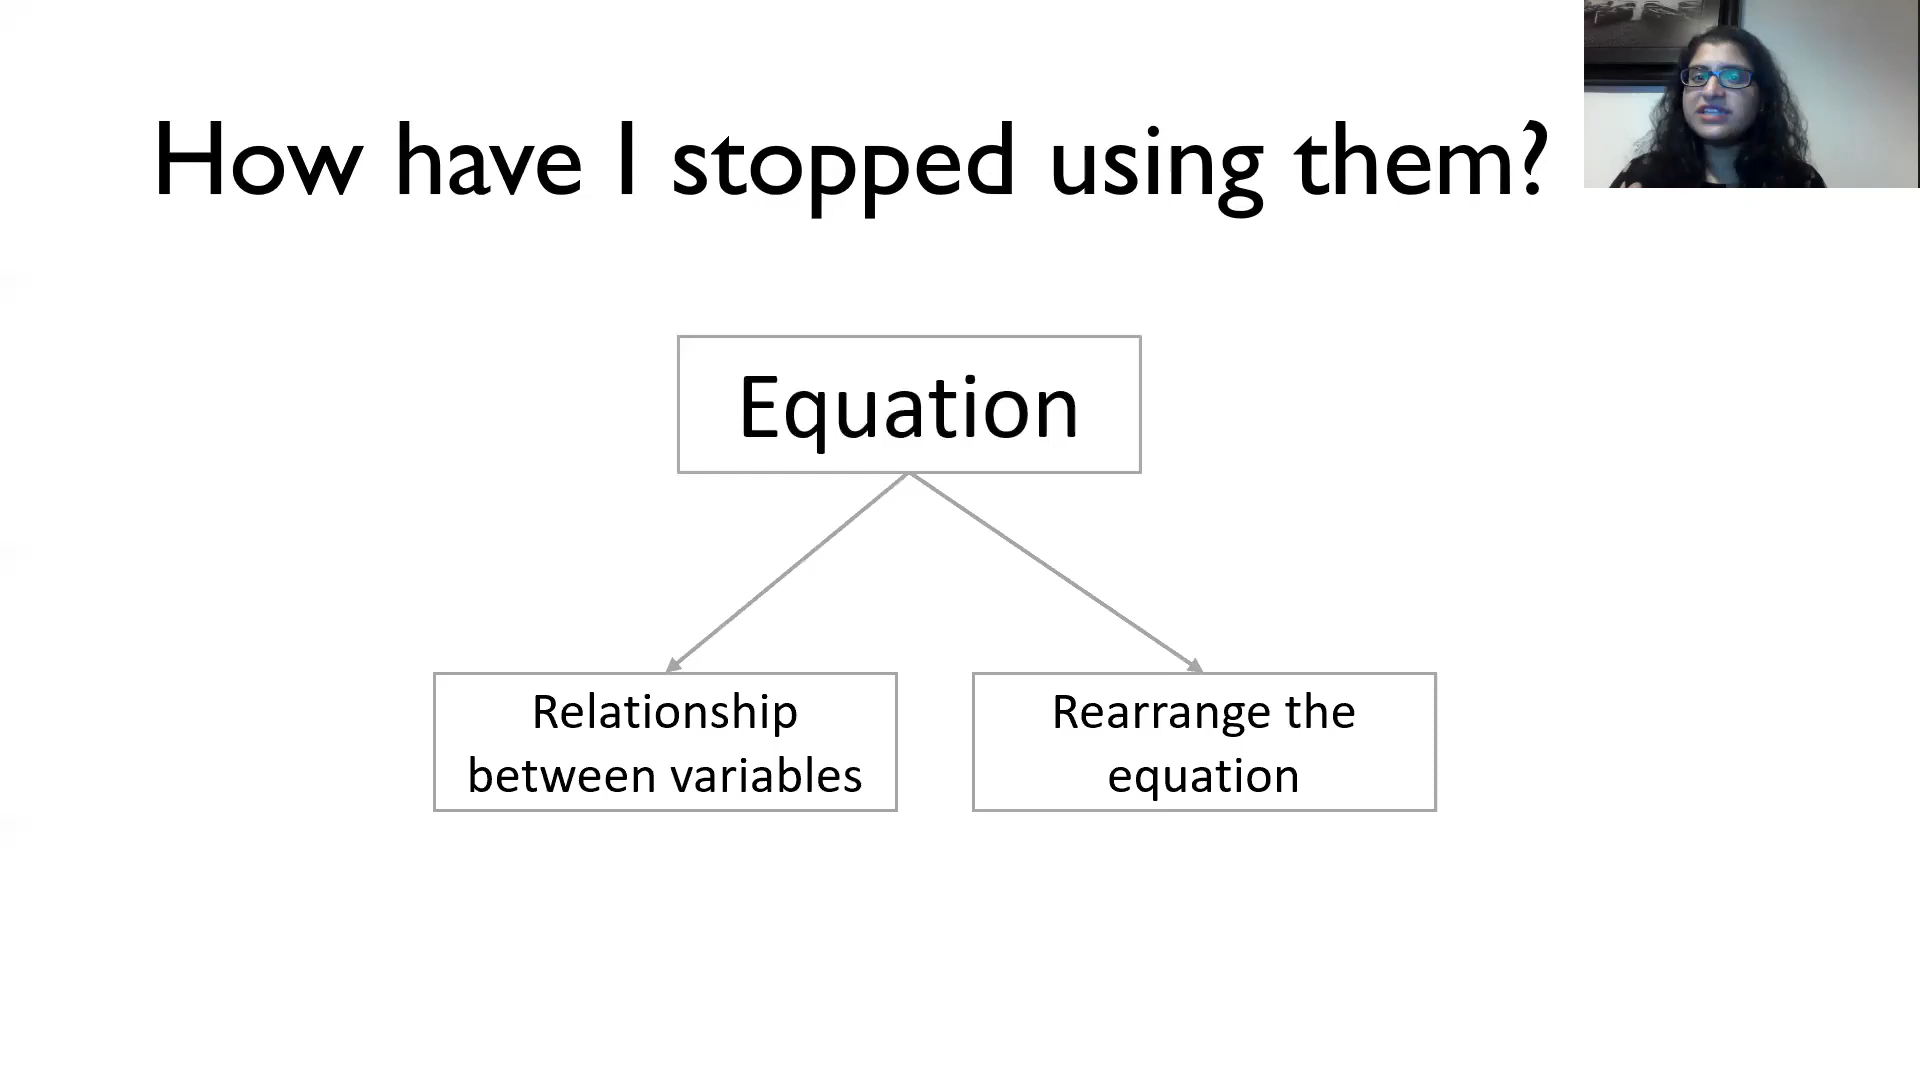 How have I stopped using them?
Equation
Relationship
between variables
Rearrange the
equation